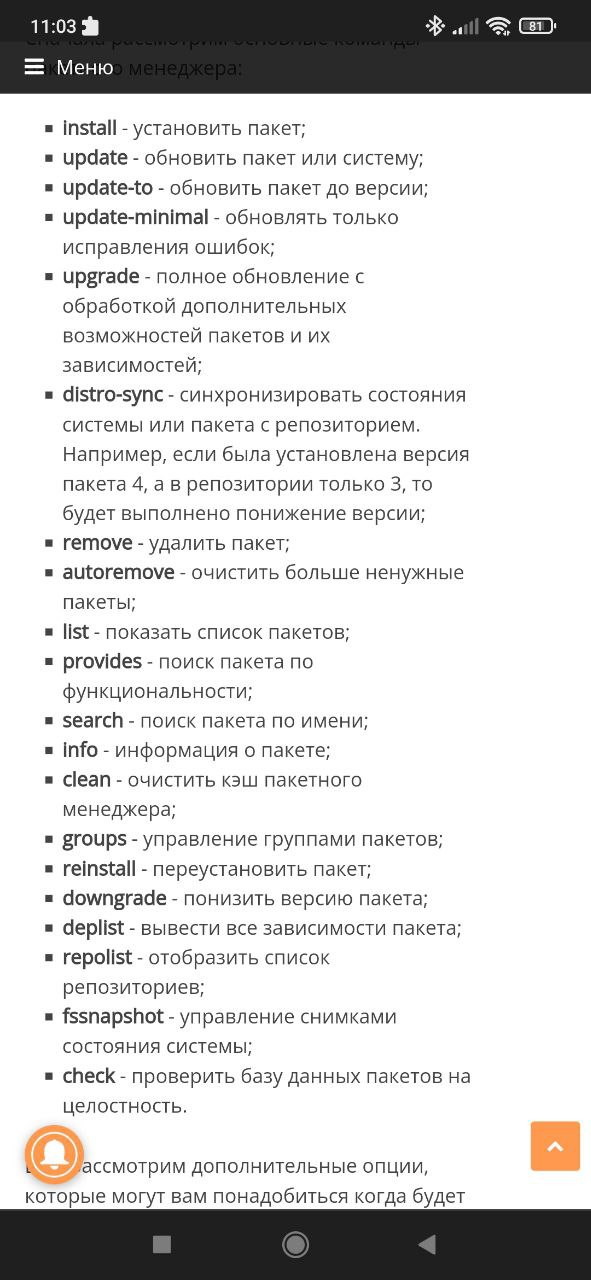 11:03
81
Меню
менеджера:
install - установить пакет;
update - обновить пакет или систему;
update-to - обновить пакет до версии;
update-minimal - обновлять только
исправления ошибок;
upgrade - полное обновление с
обработкой дополнительных
возможностей пакетов и их
зависимостей;
distro-sync - синхронизировать состояния
системы или пакета с репозиторием.
Например, если была установлена версия
пакета 4, а в репозитории только 3, то
будет выполнено понижение версии;
remove - удалить пакет;
autoremove - очистить больше ненужные
пакеты;
list - показать список пакетов;
provides - поиск пакета по
функциональности;
search - поиск пакета по имени;
info - информация о пакете;
clean - очистить кэш пакетного
менеджера;
groups - управление группами пакетов;
reinstall - переустановить пакет;
downgrade - понизить версию пакета;
deplist - вывести все зависимости пакета;
repolist - отобразить список
репозиториев;
fssnapshot - управление снимками
состояния системы;
check - проверить базу данных пакетов на
целостность.
рассмотрим дополнительные опции,
которые могут вам понадобиться когда будет